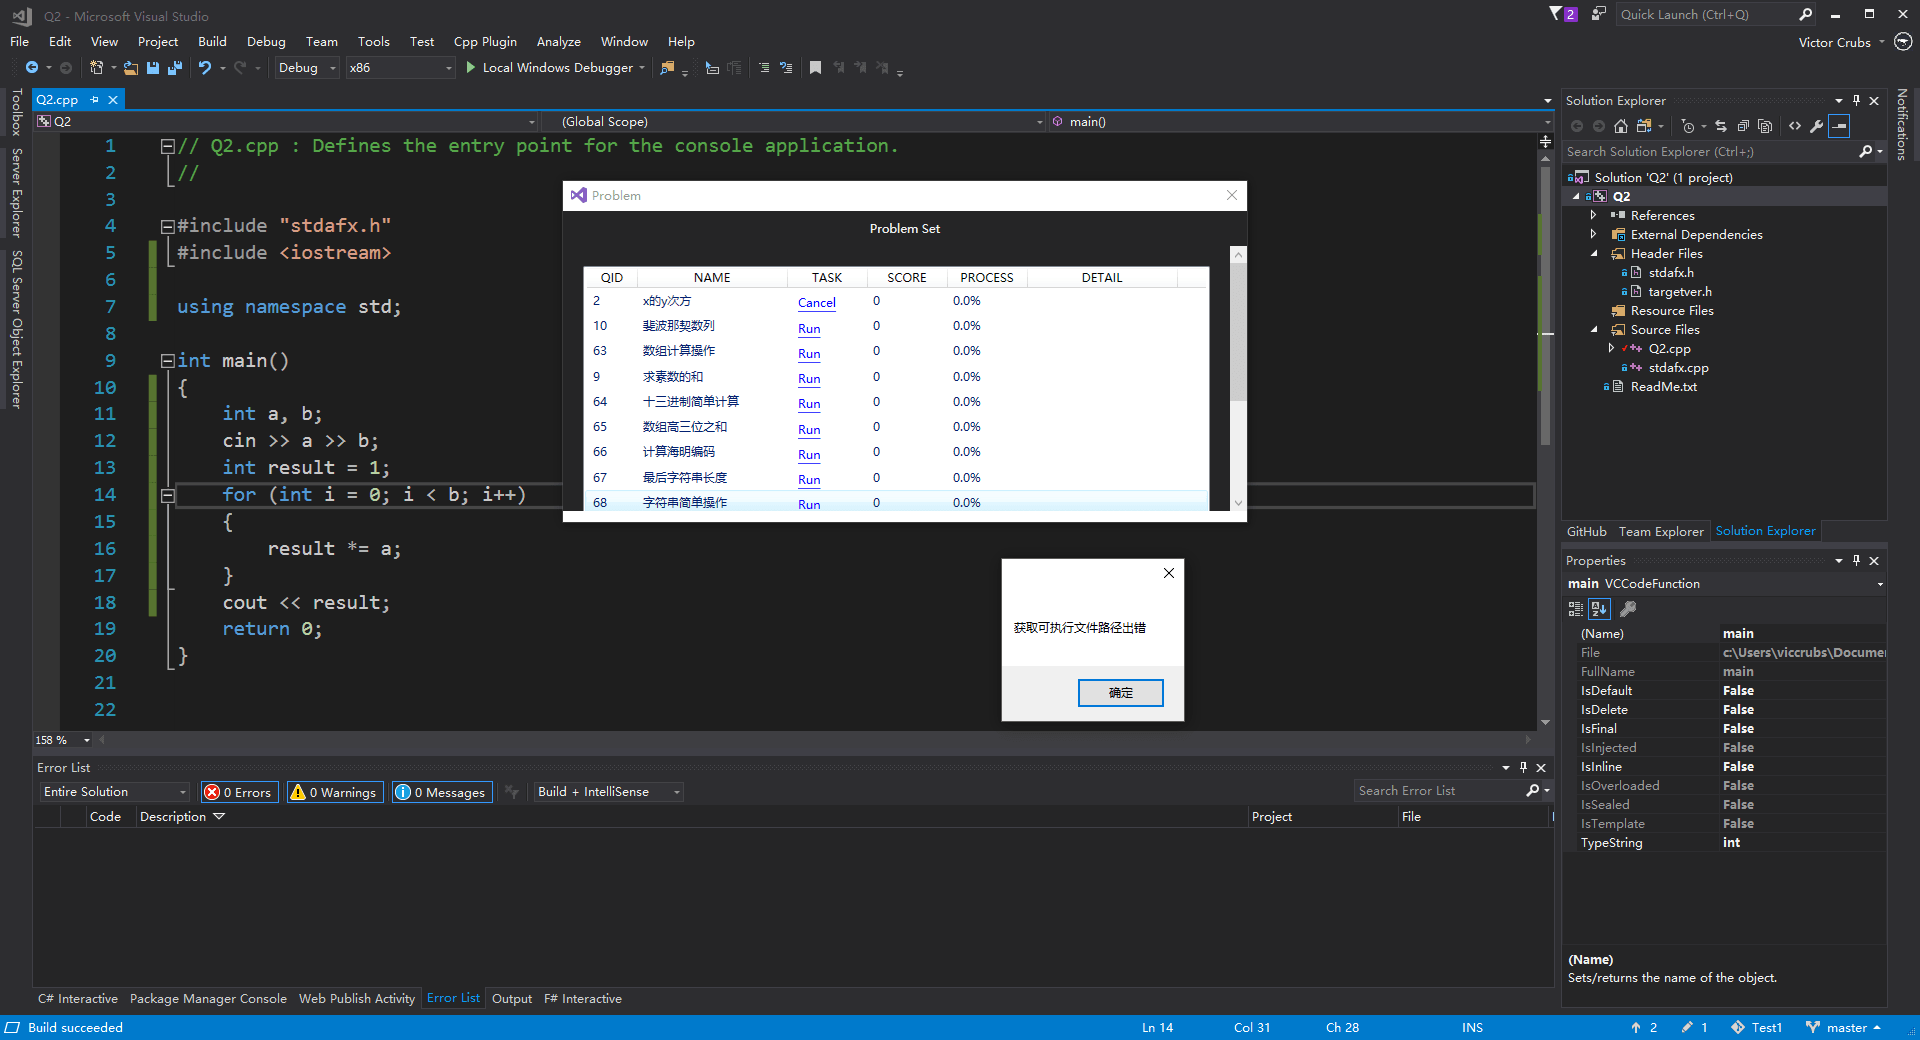 Q2 - Microsoft Visual Studio
2
Quick Launch (Ctrl+Q)
File Edit View Project Build Debug Team Tools Test Cpp Plugin Analyze Window Help
Victor Crubs
Debug x86 Local Windows Debugger
Toolbox
Server Explorer
SQL Server Object Explorer
Q2.cpp
Q2 (Global Scope) main()
1 // Q2.cpp : Defines the entry point for the console application.
2 //
3
4 #include "stdafx.h"
5 #include <iostream>
6
7 using namespace std;
8
9 int main()
10 {
11 int a, b;
12 cin >> a >> b;
13 int result = 1;
14 for (int i = 0; i < b; i++)
15 {
16 result *= a;
17 }
18 cout << result;
19 return 0;
20 }
21
22
158 %
Problem
Problem Set
QID NAME TASK SCORE PROCESS DETAIL
2 x的y次方 Cancel 0 0.0%
10 斐波那契数列 Run 0 0.0%
63 数组计算操作 Run 0 0.0%
9 求素数的和 Run 0 0.0%
64 十三进制简单计算 Run 0 0.0%
65 数组高三位之和 Run 0 0.0%
66 计算海明编码 Run 0 0.0%
67 最后字符串长度 Run 0 0.0%
68 字符串简单操作 Run 0 0.0%
获取可执行文件路径出错
确定
Error List
Entire Solution 0 Errors 0 Warnings 0 Messages Build + IntelliSense Search Error List
Code Description Project File
C# Interactive Package Manager Console Web Publish Activity Error List Output F# Interactive
Solution Explorer
Search Solution Explorer (Ctrl+;)
Solution 'Q2' (1 project)
Q2
References
External Dependencies
Header Files
stdafx.h
targetver.h
Resource Files
Source Files
Q2.cpp
stdafx.cpp
ReadMe.txt
GitHub Team Explorer Solution Explorer
Properties
main VCCodeFunction
(Name) main
File c:\Users\viccrubs\Docume
FullName main
IsDefault False
IsDelete False
IsFinal False
IsInjected False
IsInline False
IsOverloaded False
IsSealed False
IsTemplate False
TypeString int
(Name)
Sets/returns the name of the object.
Notifications
Build succeeded Ln 14 Col 31 Ch 28 INS 2 1 Test1 master